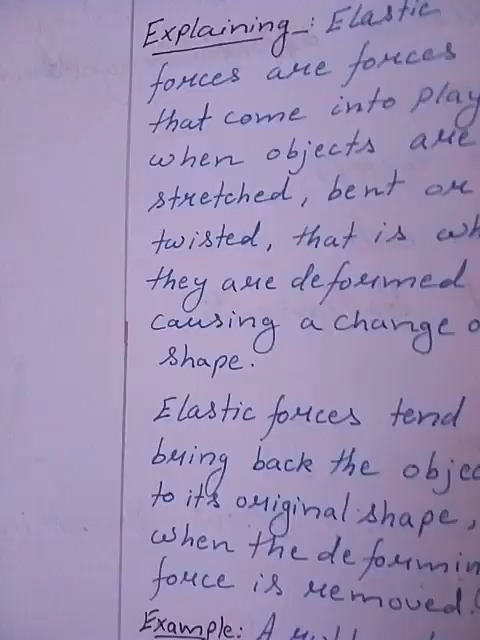 Explaining:- Elastic
forces are forces
that come into play
when objects are
stretched, bent or
twisted, that is wh
they are deformed
causing a change o
shape.
Elastic forces tend
bring back the objec
to its original shape,
when the deformin
force is removed.
Example: A